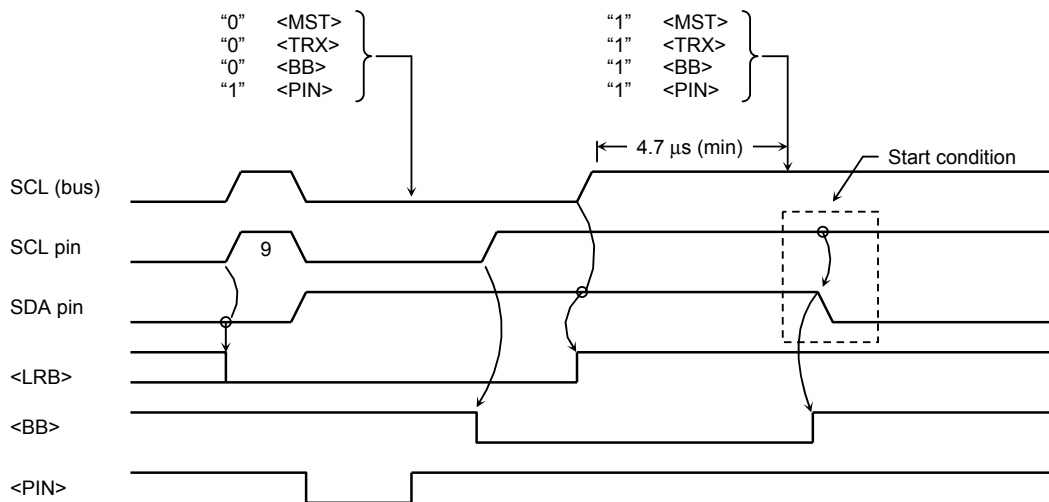 “0” <MST>
“0” <TRX>
“0” <BB>
“1” <PIN>
“1” <MST>
“1” <TRX>
“1” <BB>
“1” <PIN>
4.7 μs (min)
Start condition
SCL (bus)
SCL pin
9
SDA pin
<LRB>
<BB>
<PIN>